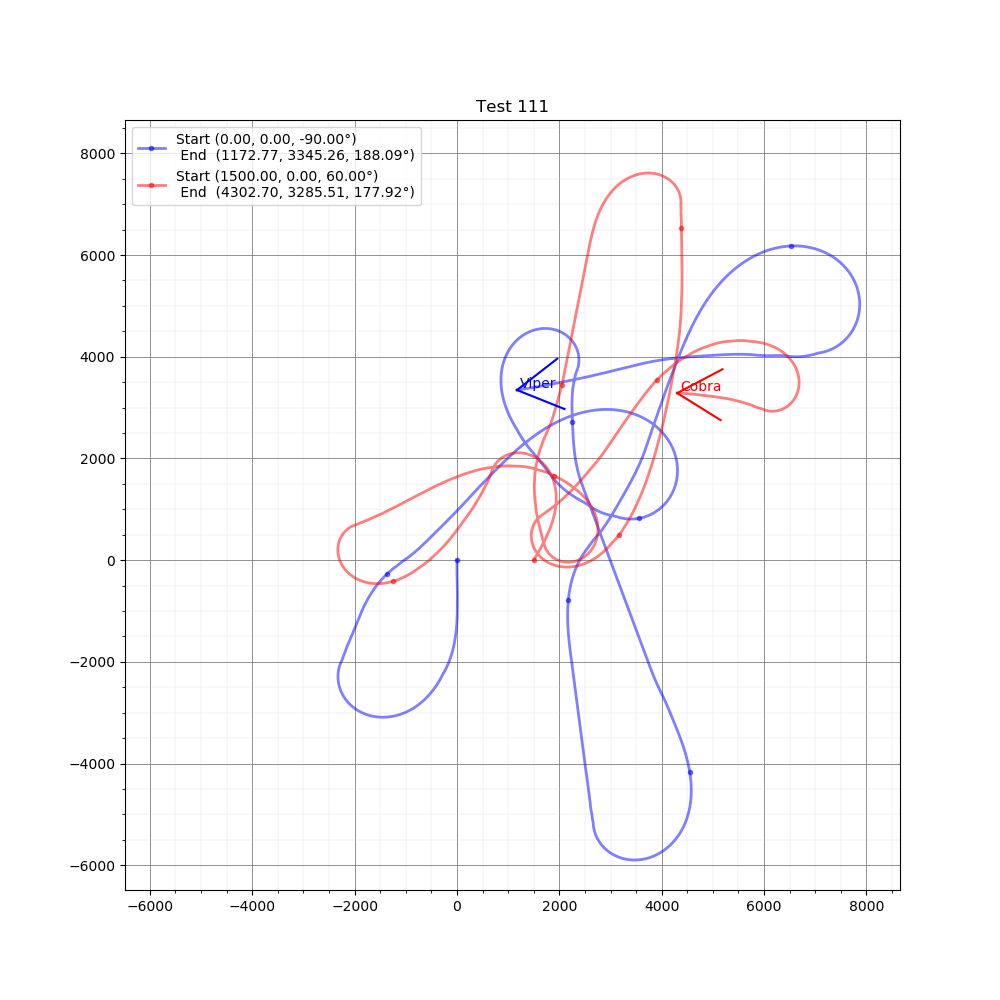 Test 111
Start (0.00, 0.00, -90.00°)
End (1172.77, 3345.26, 188.09°)
Start (1500.00, 0.00, 60.00°)
End (4302.70, 3285.51, 177.92°)
8000
6000
4000
2000
0
−2000
−4000
−6000
Viper
Cobra
−6000 −4000 −2000 0 2000 4000 6000 8000